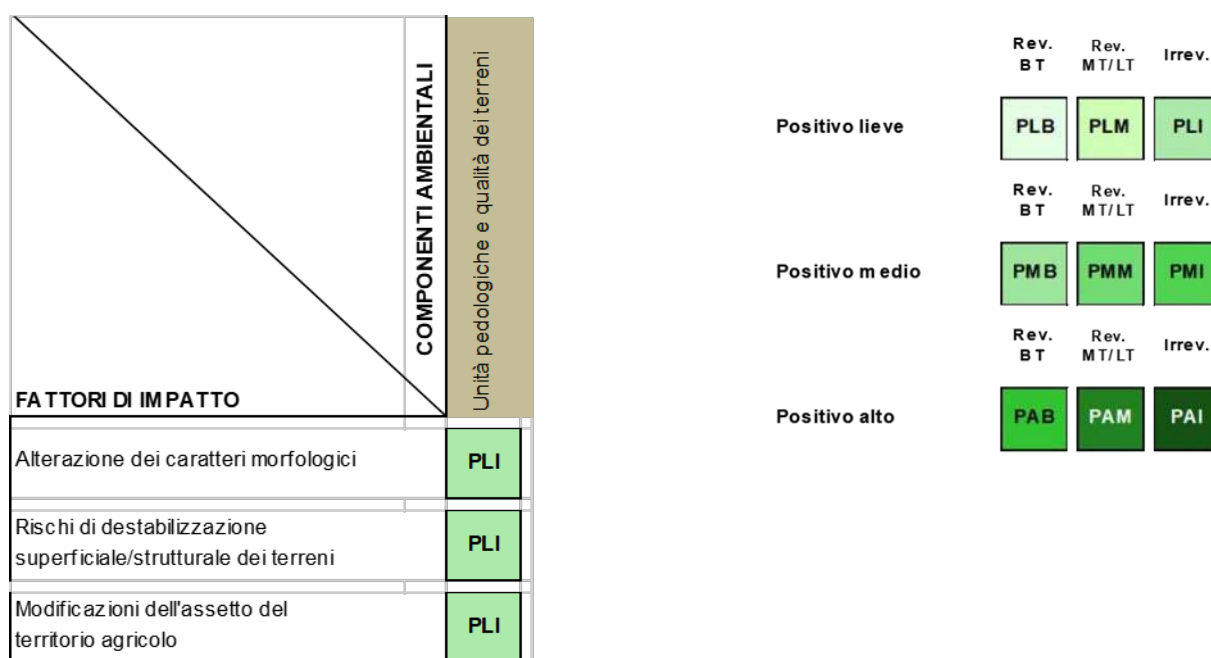 COMPONENTI AMBIENTALI
Unità pedologiche e qualità dei terreni
FATTORI DI IMPATTO
Alterazione dei caratteri morfologici
PLI
Rischi di destabilizzazione
superficiale/strutturale dei terreni
PLI
Modificazioni dell'assetto del
territorio agricolo
PLI
Rev. BT
Rev. MT/LT
Irrev.
Positivo lieve
PLB
PLM
PLI
Rev. BT
Rev. MT/LT
Irrev.
Positivo medio
PMB
PMM
PMI
Rev. BT
Rev. MT/LT
Irrev.
Positivo alto
PAB
PAM
PAI